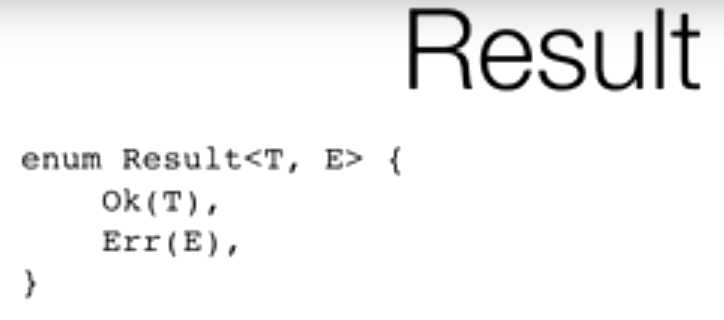 Result
enum Result<T, E> {
    Ok(T),
    Err(E),
}